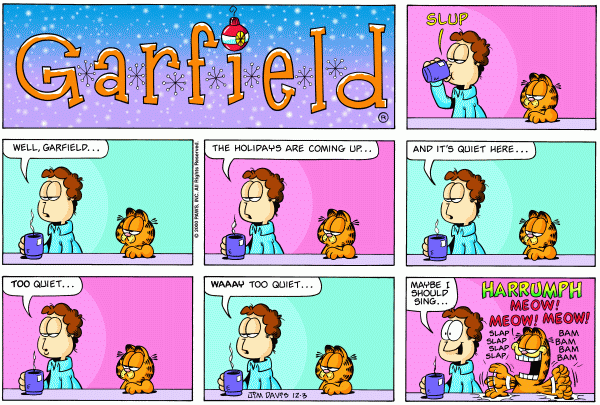 Garfield
®
SLUP
WELL, GARFIELD...
© 2000 PAWS, INC. All Rights Reserved.
THE HOLIDAYS ARE COMING UP...
AND IT'S QUIET HERE...
TOO QUIET...
WAAAY TOO QUIET...
JIM DAVIS 12-3
MAYBE I
SHOULD
SING...
HARRUMPH
MEOW!
MEOW! MEOW!
SLAP!
SLAP
SLAP
SLAP!
BAM
BAM
BAM
BAM